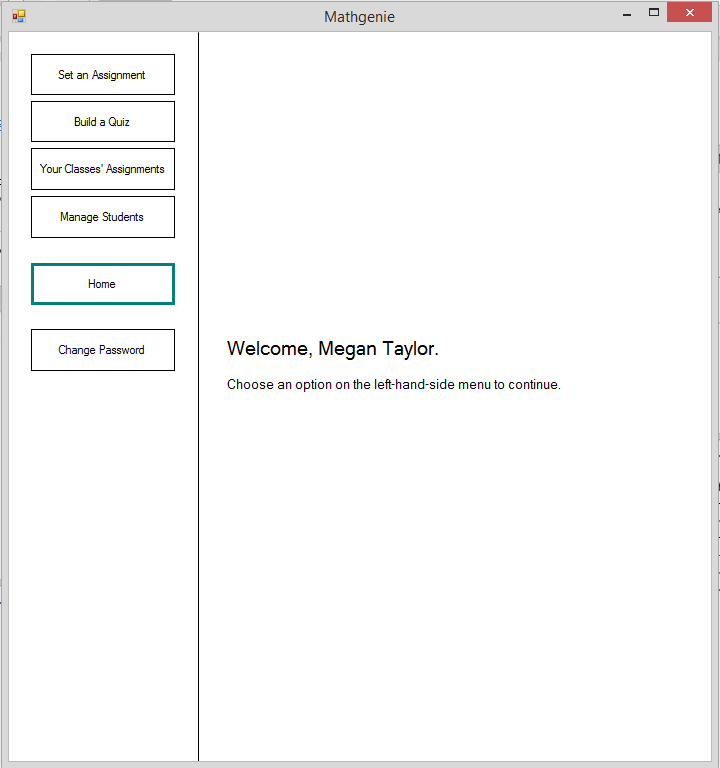 Mathgenie
Set an Assignment
Build a Quiz
Your Classes' Assignments
Manage Students
Home
Change Password
Welcome, Megan Taylor.
Choose an option on the left-hand-side menu to continue.